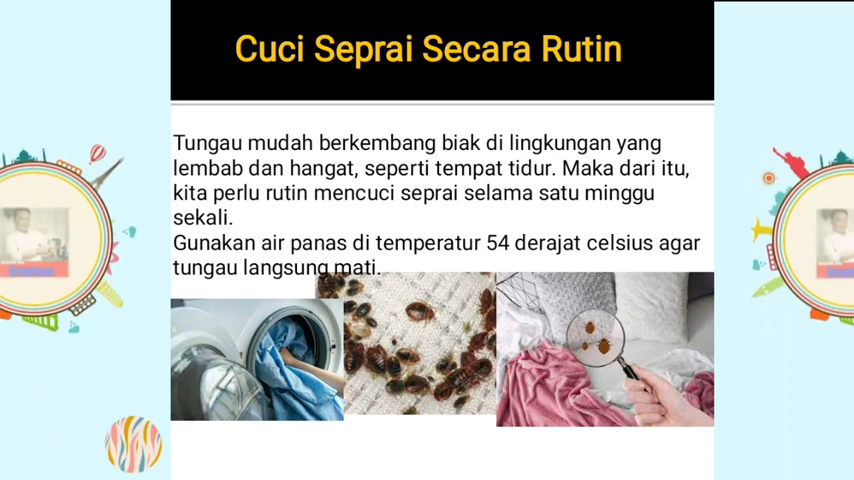 Cuci Seprai Secara Rutin
Tungau mudah berkembang biak di lingkungan yang
lembab dan hangat, seperti tempat tidur. Maka dari itu,
kita perlu rutin mencuci seprai selama satu minggu
sekali.
Gunakan air panas di temperatur 54 derajat celsius agar
tungau langsung mati.